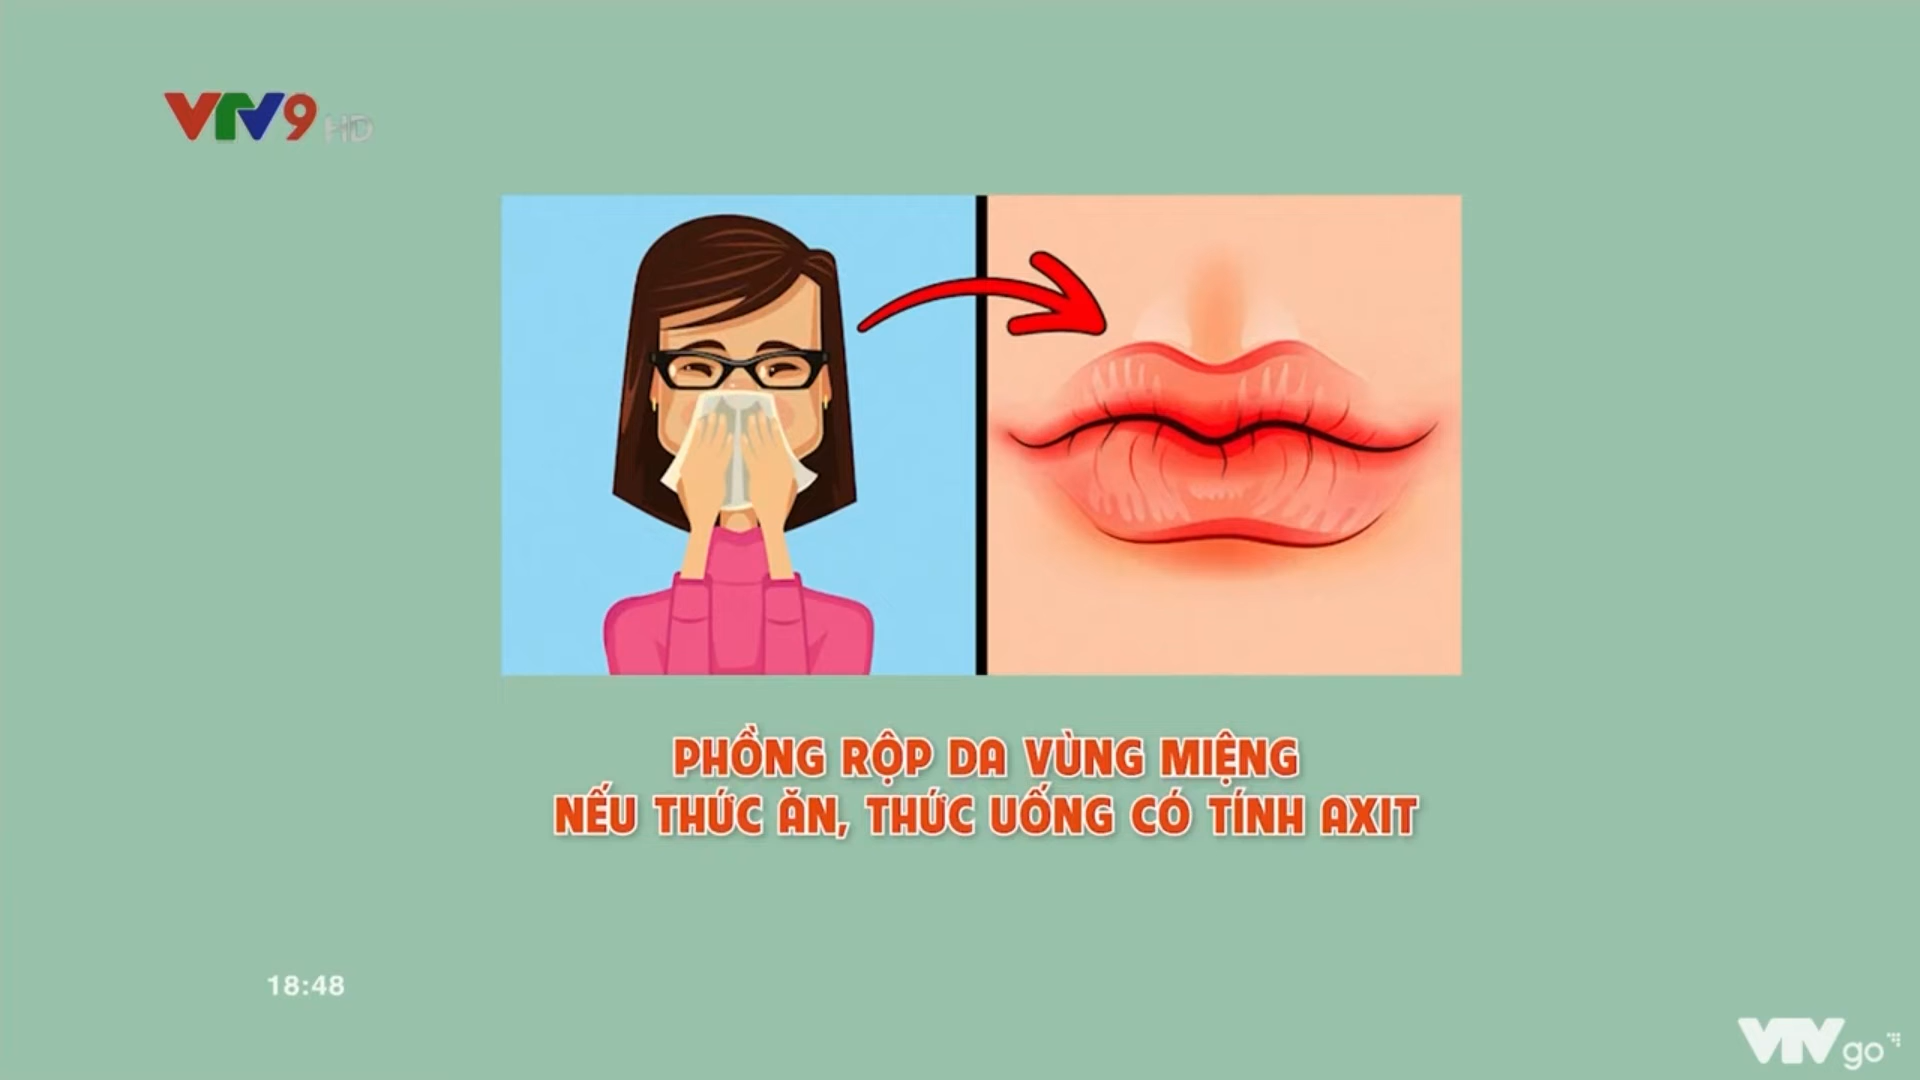 VTV9 HD
PHỒNG RỘP DA VÙNG MIỆNG
NẾU THỨC ĂN, THỨC UỐNG CÓ TÍNH AXIT
18:48
VTVgo